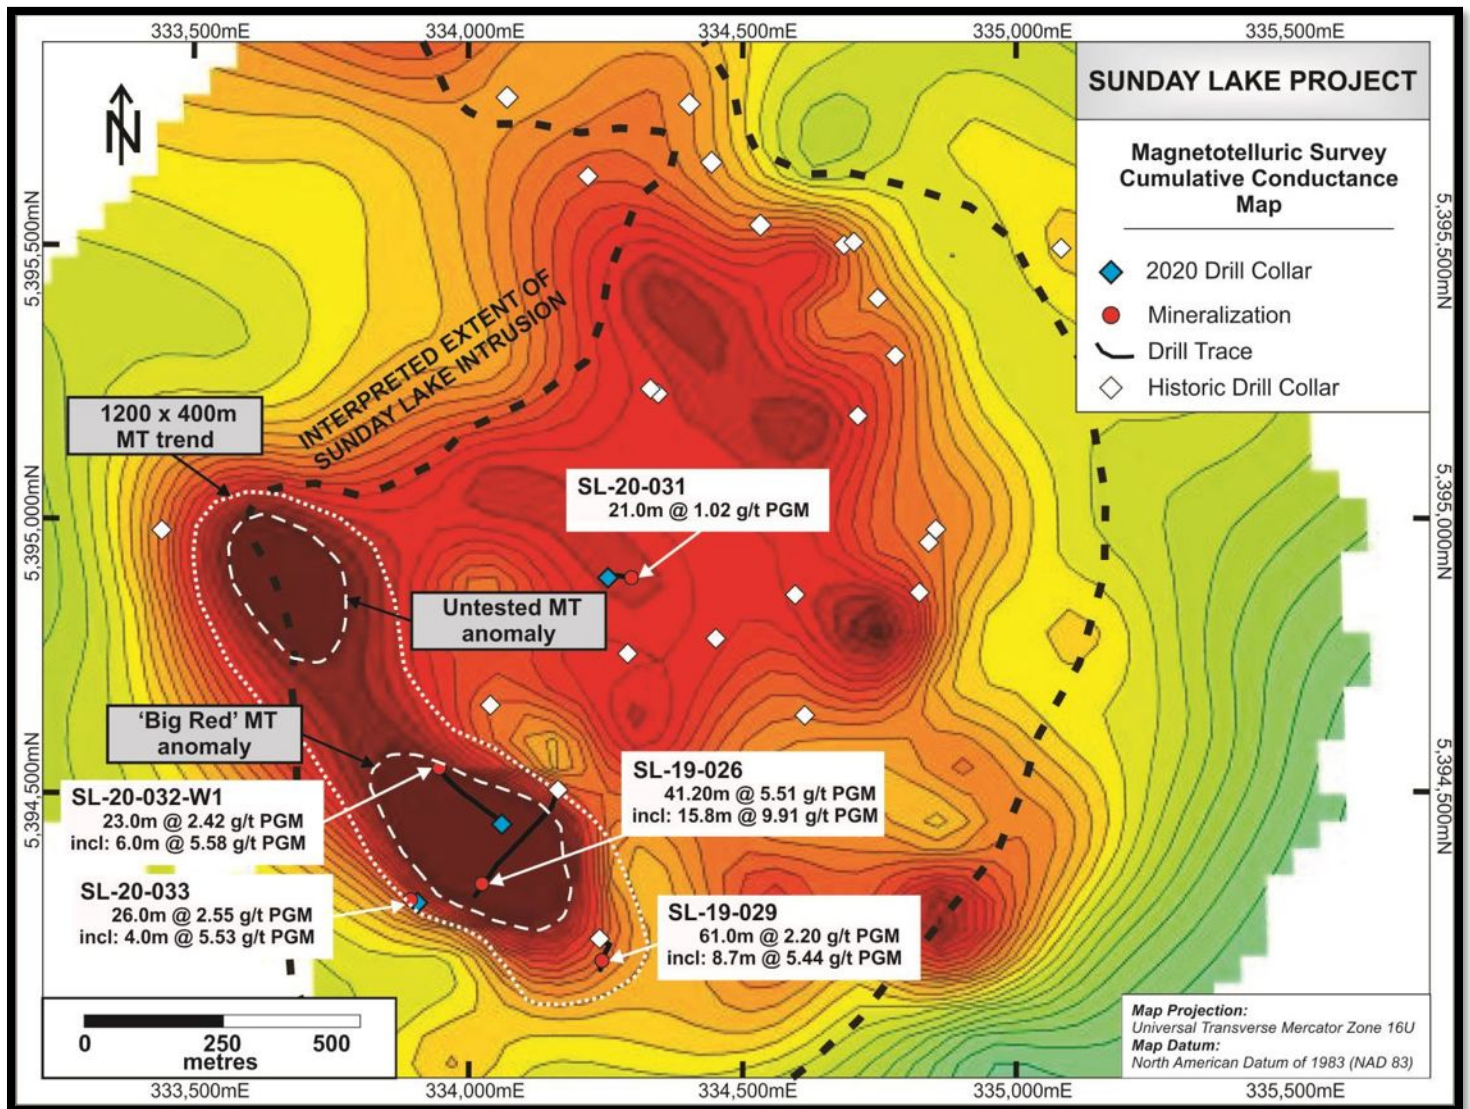 333,500mE
334,000mE
334,500mE
335,000mE
335,500mE
SUNDAY LAKE PROJECT
Magnetotelluric Survey
Cumulative Conductance
Map
2020 Drill Collar
Mineralization
Drill Trace
Historic Drill Collar
N
5,395,500mN
5,395,500mN
INTERPRETED EXTENT OF
SUNDAY LAKE INTRUSION
1200 x 400m
MT trend
SL-20-031
21.0m @ 1.02 g/t PGM
5,395,000mN
5,395,000mN
Untested MT
anomaly
'Big Red' MT
anomaly
SL-19-026
41.20m @ 5.51 g/t PGM
incl: 15.8m @ 9.91 g/t PGM
5,394,500mN
5,394,500mN
SL-20-032-W1
23.0m @ 2.42 g/t PGM
incl: 6.0m @ 5.58 g/t PGM
SL-20-033
26.0m @ 2.55 g/t PGM
incl: 4.0m @ 5.53 g/t PGM
SL-19-029
61.0m @ 2.20 g/t PGM
incl: 8.7m @ 5.44 g/t PGM
0 250 500
metres
Map Projection:
Universal Transverse Mercator Zone 16U
Map Datum:
North American Datum of 1983 (NAD 83)
333,500mE
334,000mE
334,500mE
335,000mE
335,500mE